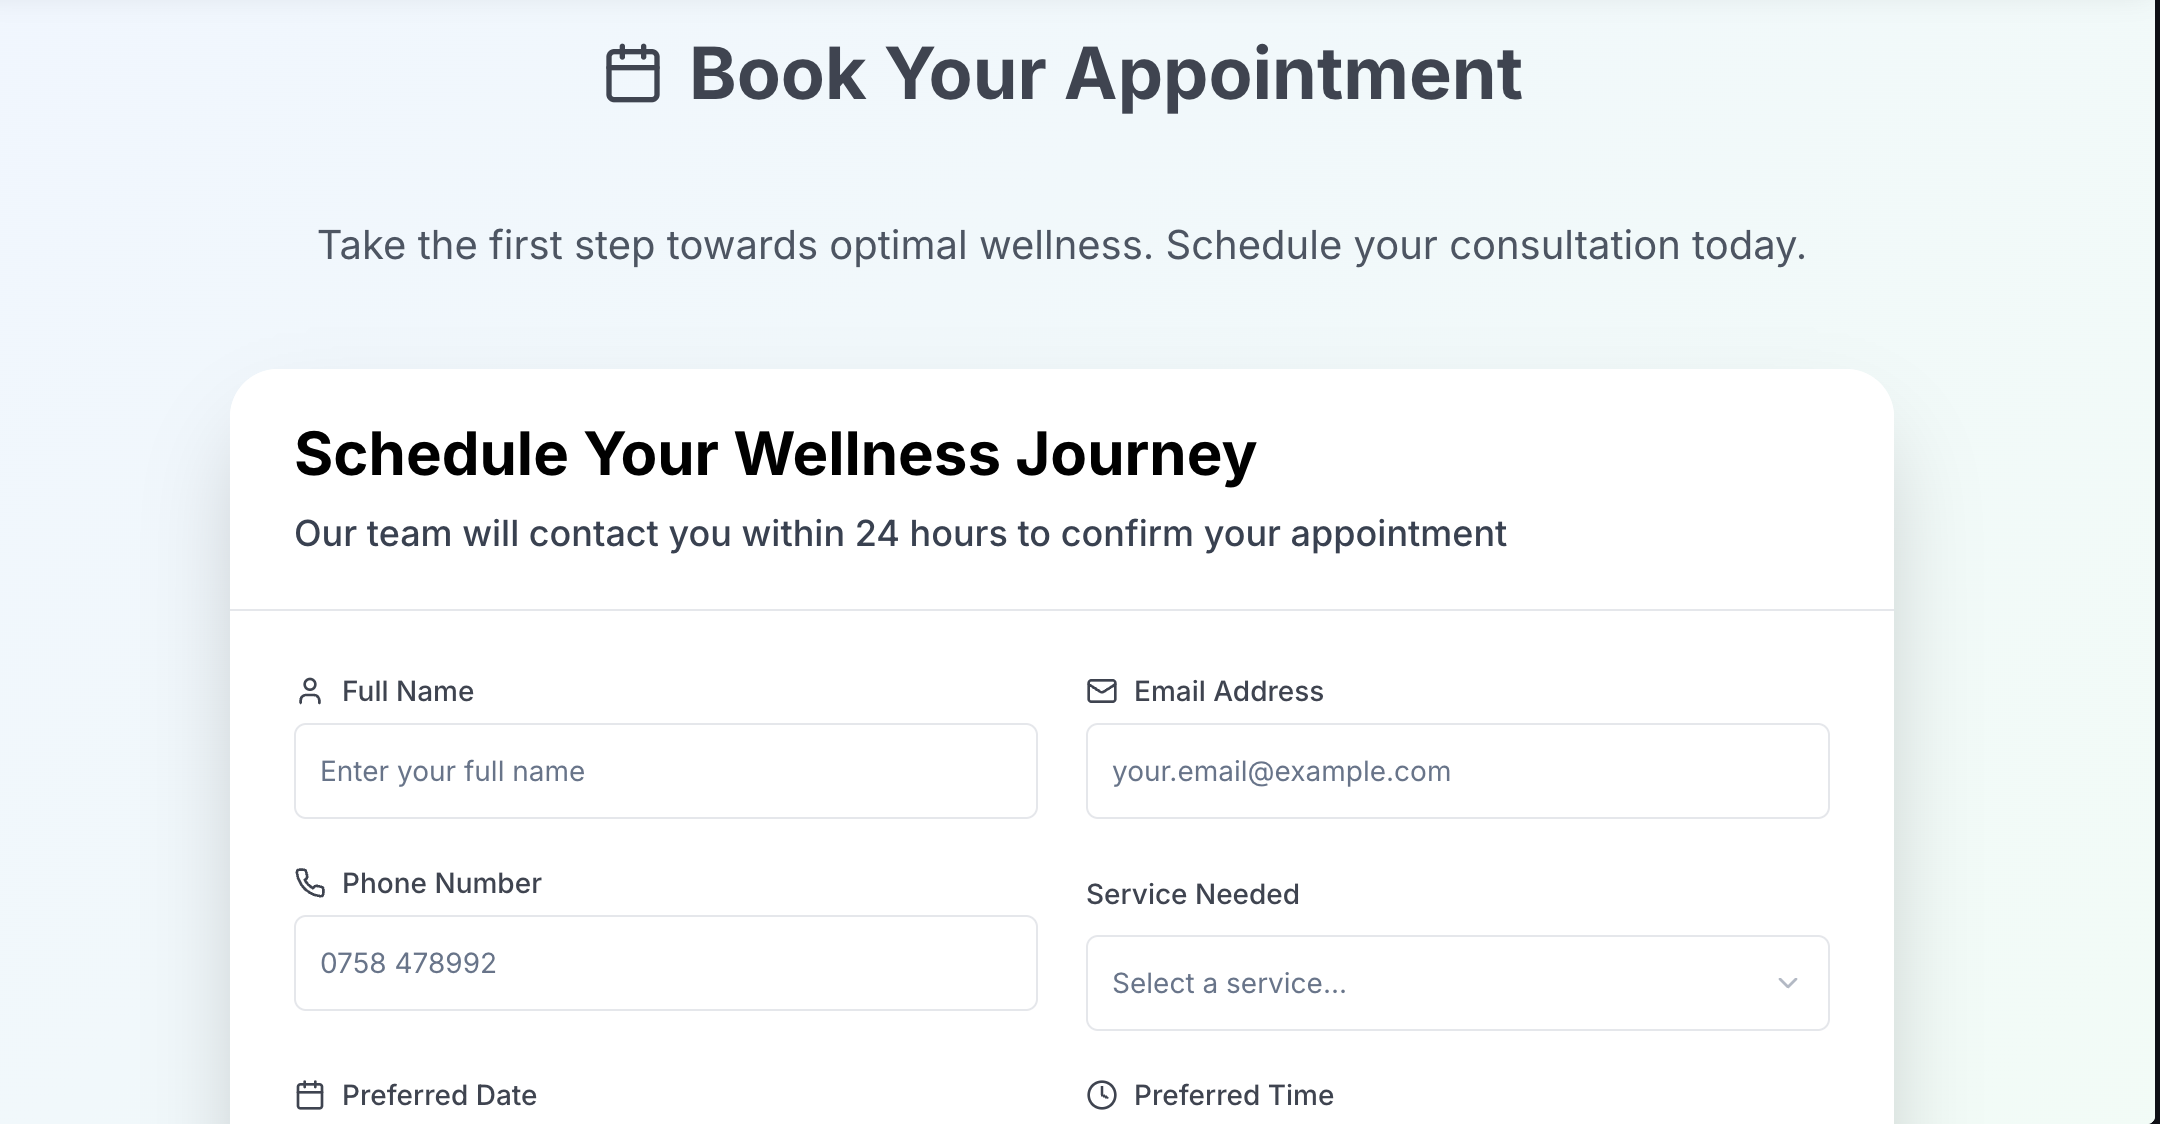 Book Your Appointment
Take the first step towards optimal wellness. Schedule your consultation today.
Schedule Your Wellness Journey
Our team will contact you within 24 hours to confirm your appointment
Full Name
Email Address
Enter your full name
your.email@example.com
Phone Number
Service Needed
0758 478992
Select a service...
Preferred Date
Preferred Time